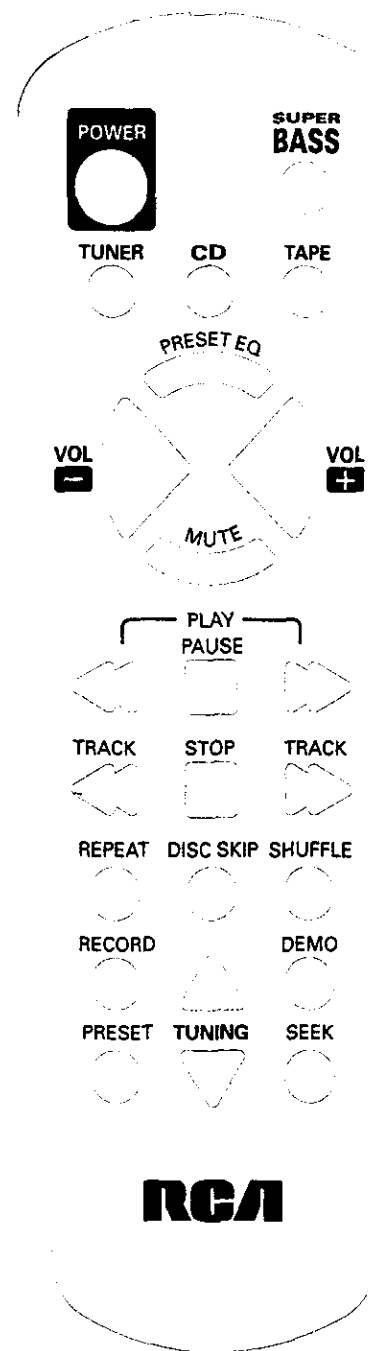 POWER
SUPER
BASS
TUNER CD TAPE
PRESET EQ
VOL
−
VOL
+
MUTE
PLAY
PAUSE
TRACK STOP TRACK
REPEAT DISC SKIP SHUFFLE
RECORD DEMO
PRESET TUNING SEEK
RCA